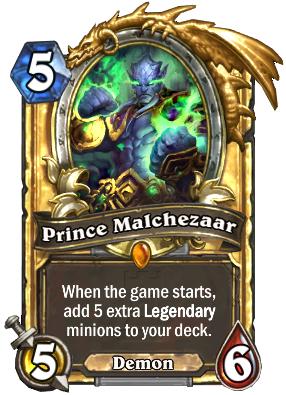 5
Prince Malchezaar
When the game starts,
add 5 extra Legendary
minions to your deck.
5
Demon
6